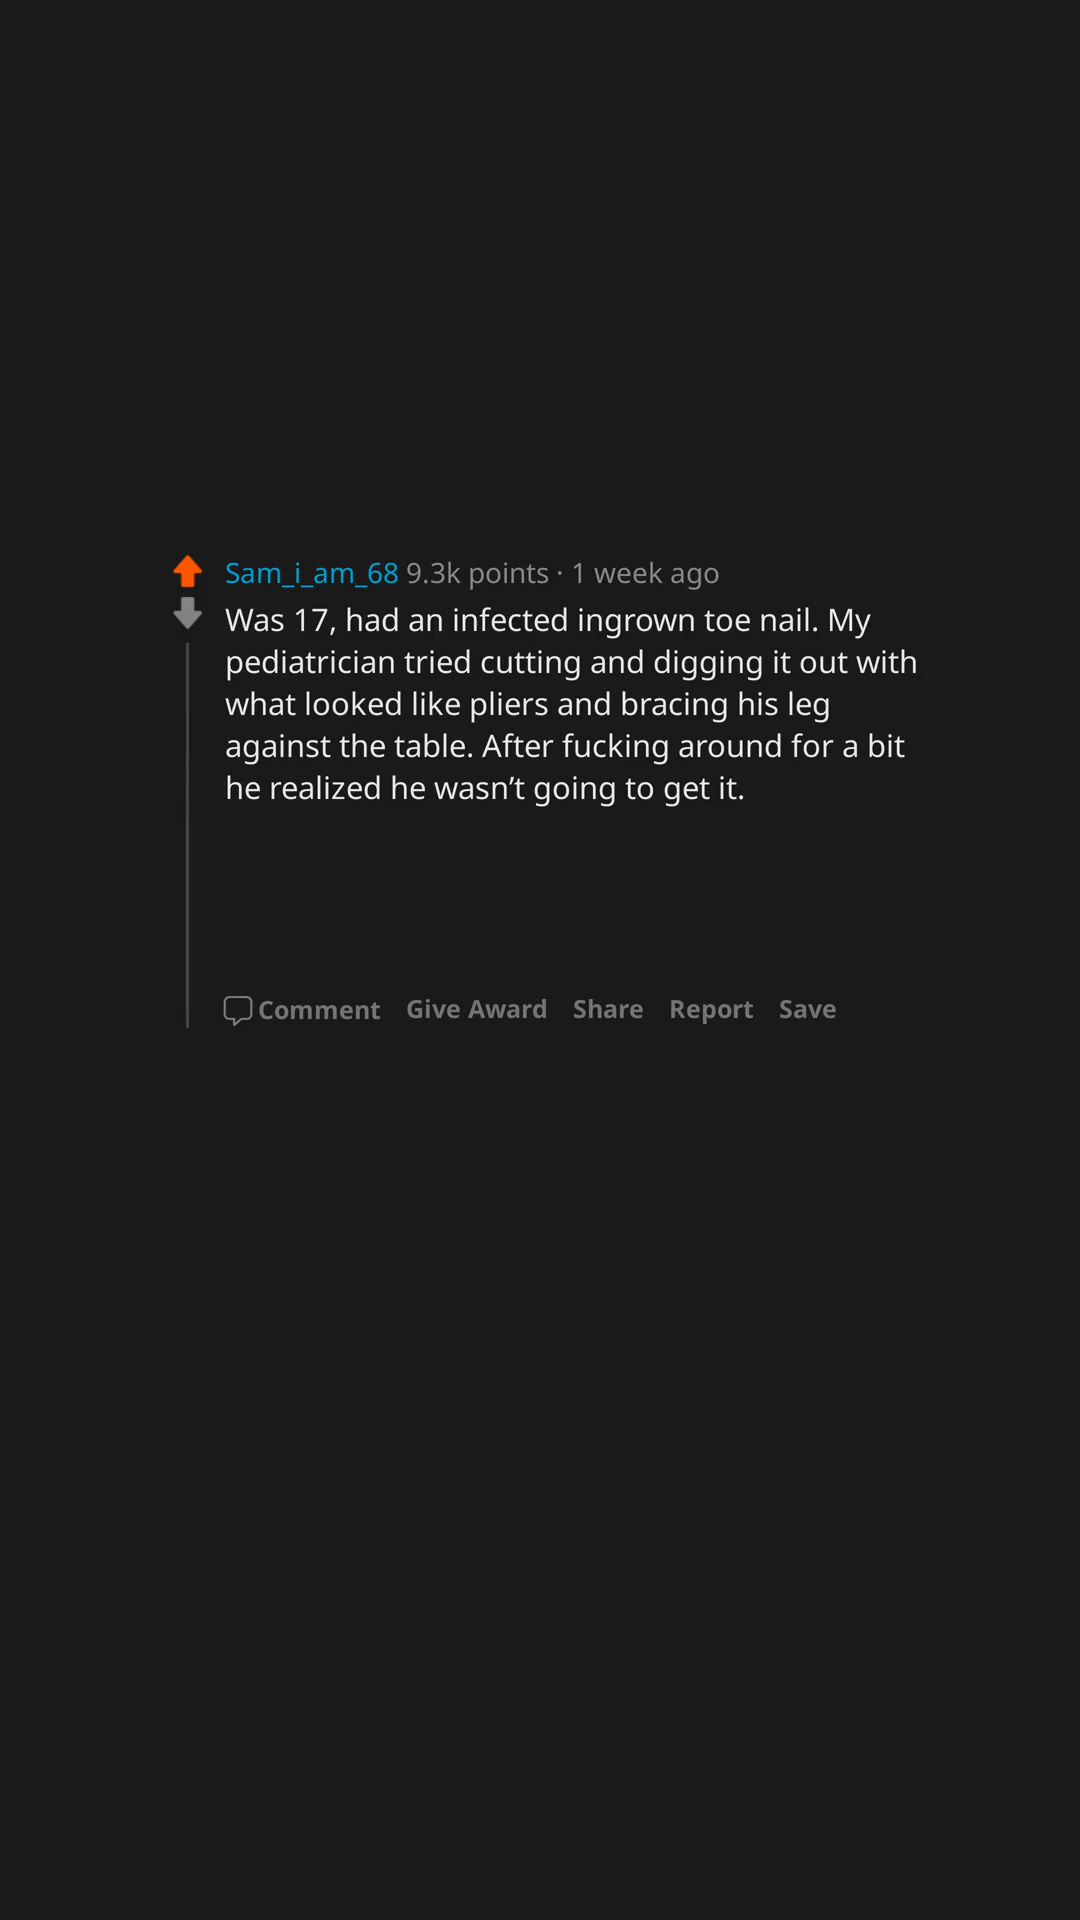 Sam_i_am_68 9.3k points · 1 week ago
Was 17, had an infected ingrown toe nail. My
pediatrician tried cutting and digging it out with
what looked like pliers and bracing his leg
against the table. After fucking around for a bit
he realized he wasn’t going to get it.
Comment Give Award Share Report Save